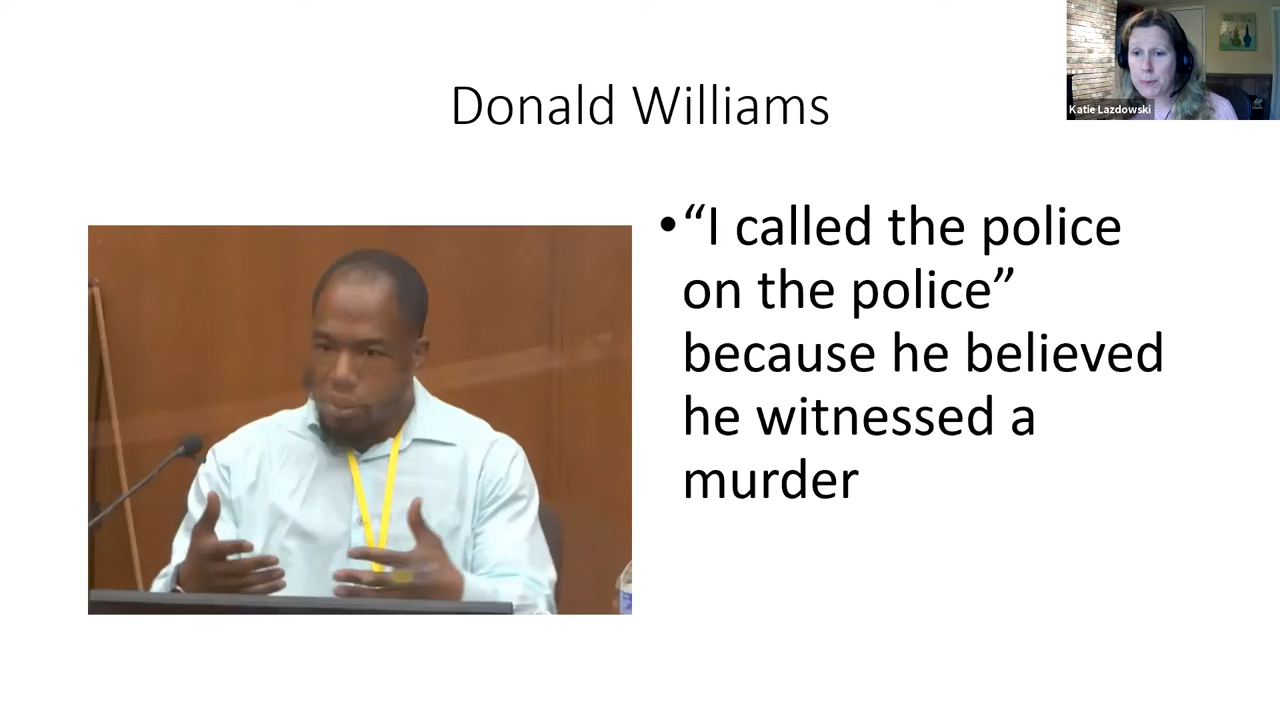 Katie Lazdowski
Donald Williams
•“I called the police
on the police”
because he believed
he witnessed a
murder